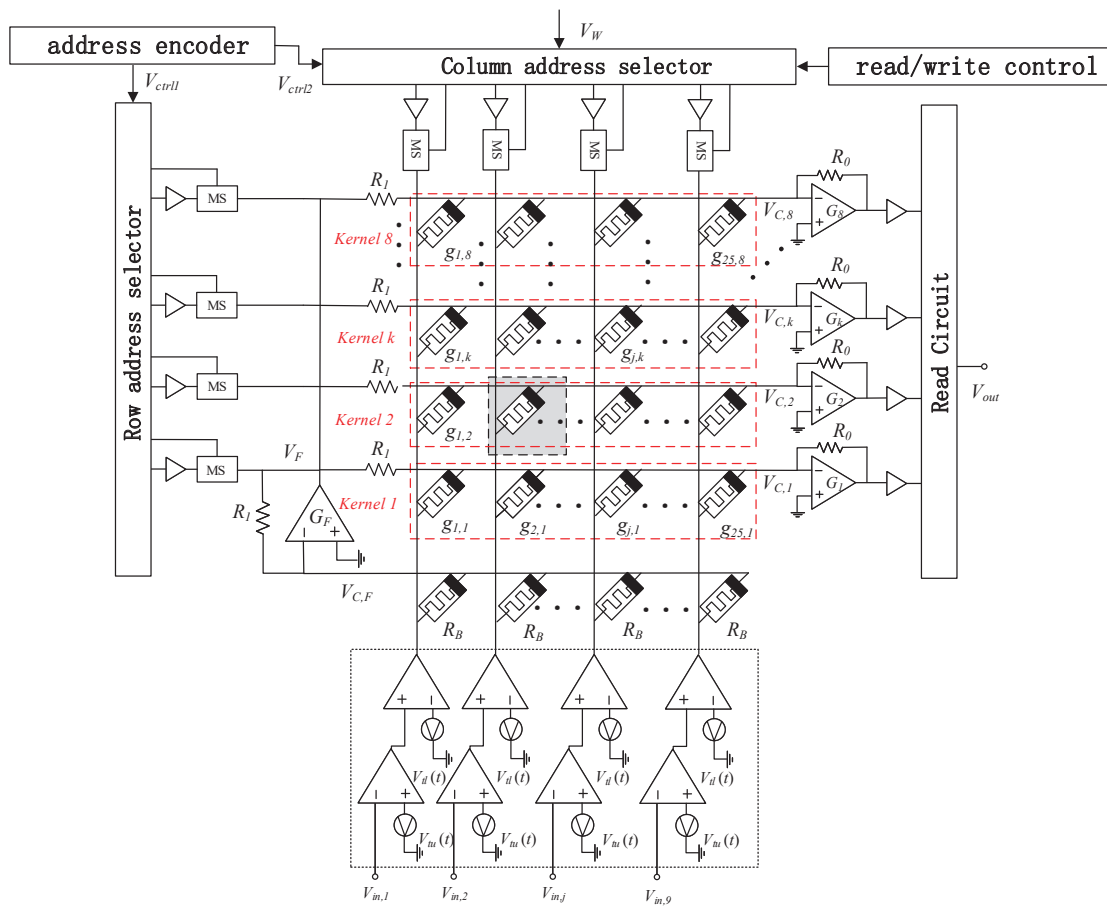 V_W
address encoder
V_ctrl1
V_ctrl2
Column address selector
read/write control
MS MS MS MS
Row address selector
MS
R_1
Kernel 8
g_1,8
g_25,8
V_C,8
R_0
G_8
− +
MS
R_1
Kernel k
g_1,k
g_j,k
V_C,k
R_0
G_k
− +
MS
R_1
Kernel 2
g_1,2
V_C,2
R_0
G_2
− +
MS
V_F
R_1
Kernel 1
g_1,1
g_2,1
g_j,1
g_25,1
V_C,1
R_0
G_1
− +
Read Circuit
V_out
R_1
G_F
− +
V_C,F
R_B R_B R_B R_B
+ − + − + − + −
V_tl(t) V_tl(t) V_tl(t) V_tl(t)
− + − + − + − +
V_tu(t) V_tu(t) V_tu(t) V_tu(t)
V_in,1 V_in,2 V_in,j V_in,9